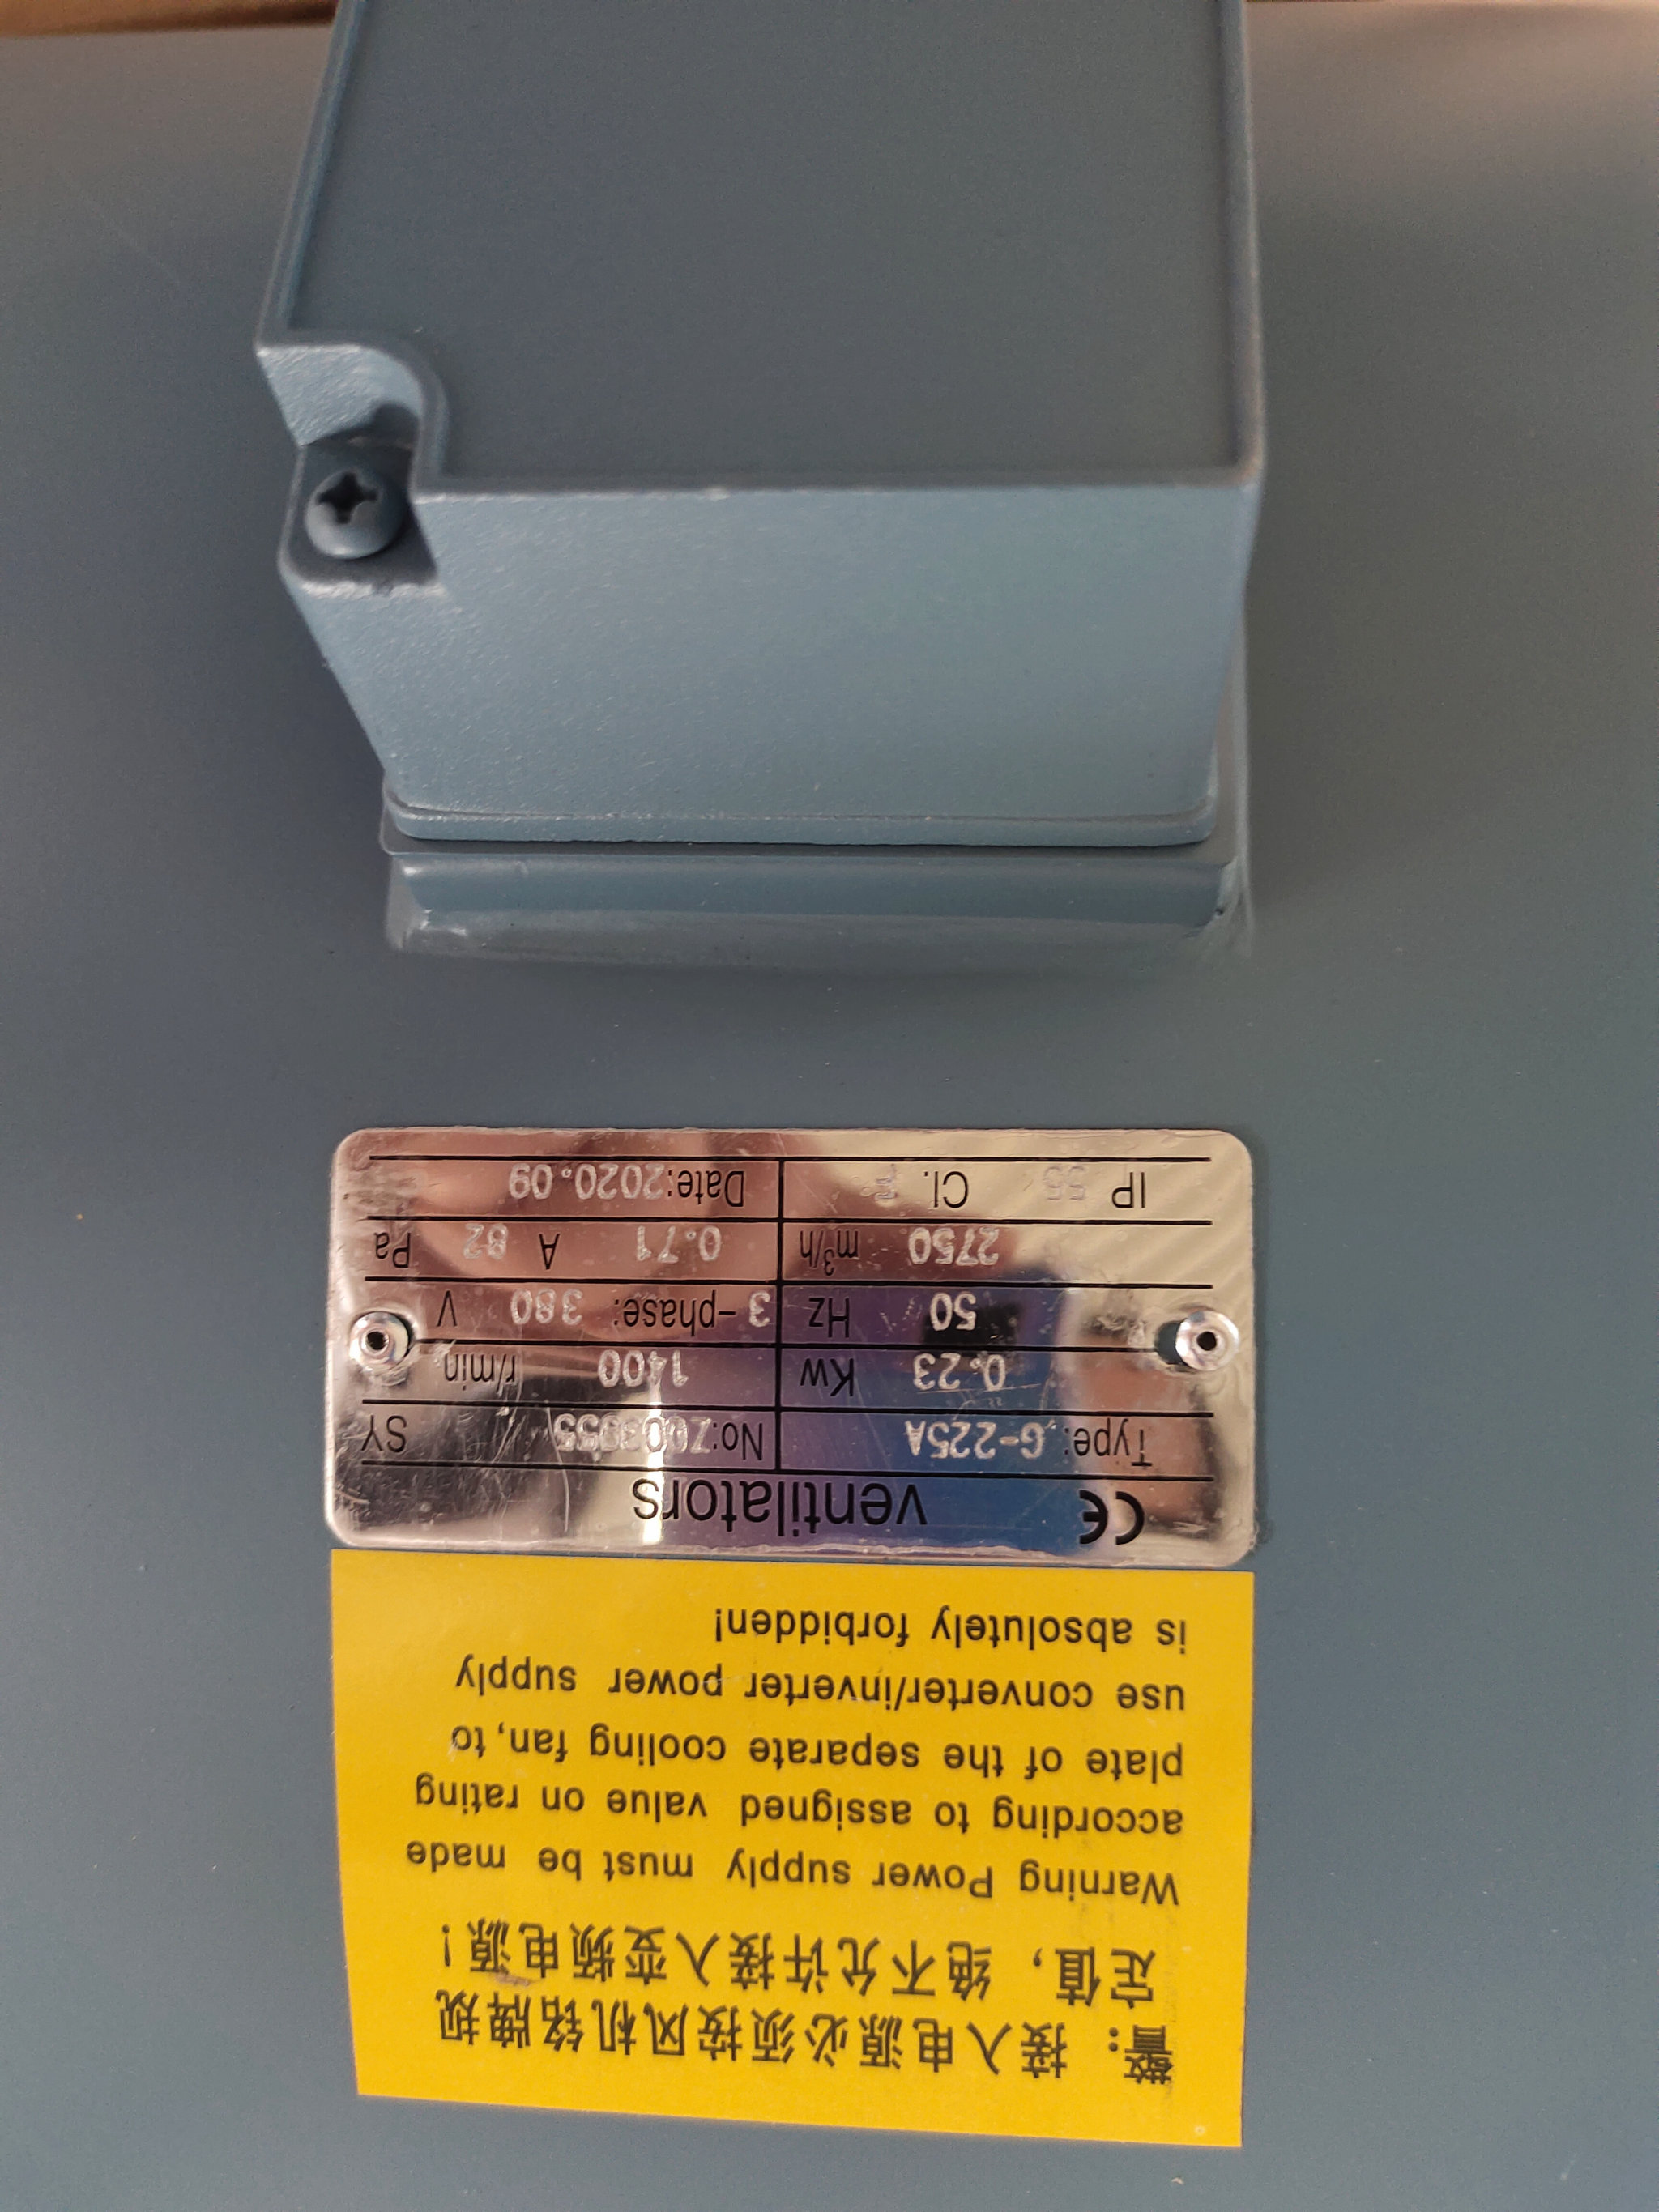 警：接入电源必须按风机铭牌规
定值，绝不允许接入变频电源！
Warning Power supply must be made
according to assigned value on rating
plate of the separate cooling fan,to
use converter/inverter power supply
is absolutely forbidden!
CE ventilators
Type: G-225A No: SY
0.23 Kw 1400 r/min
50 Hz 3-phase: 380 V
2750 m³/h 0.71 A 82 Pa
IP 55 Cl. Date:2020.09